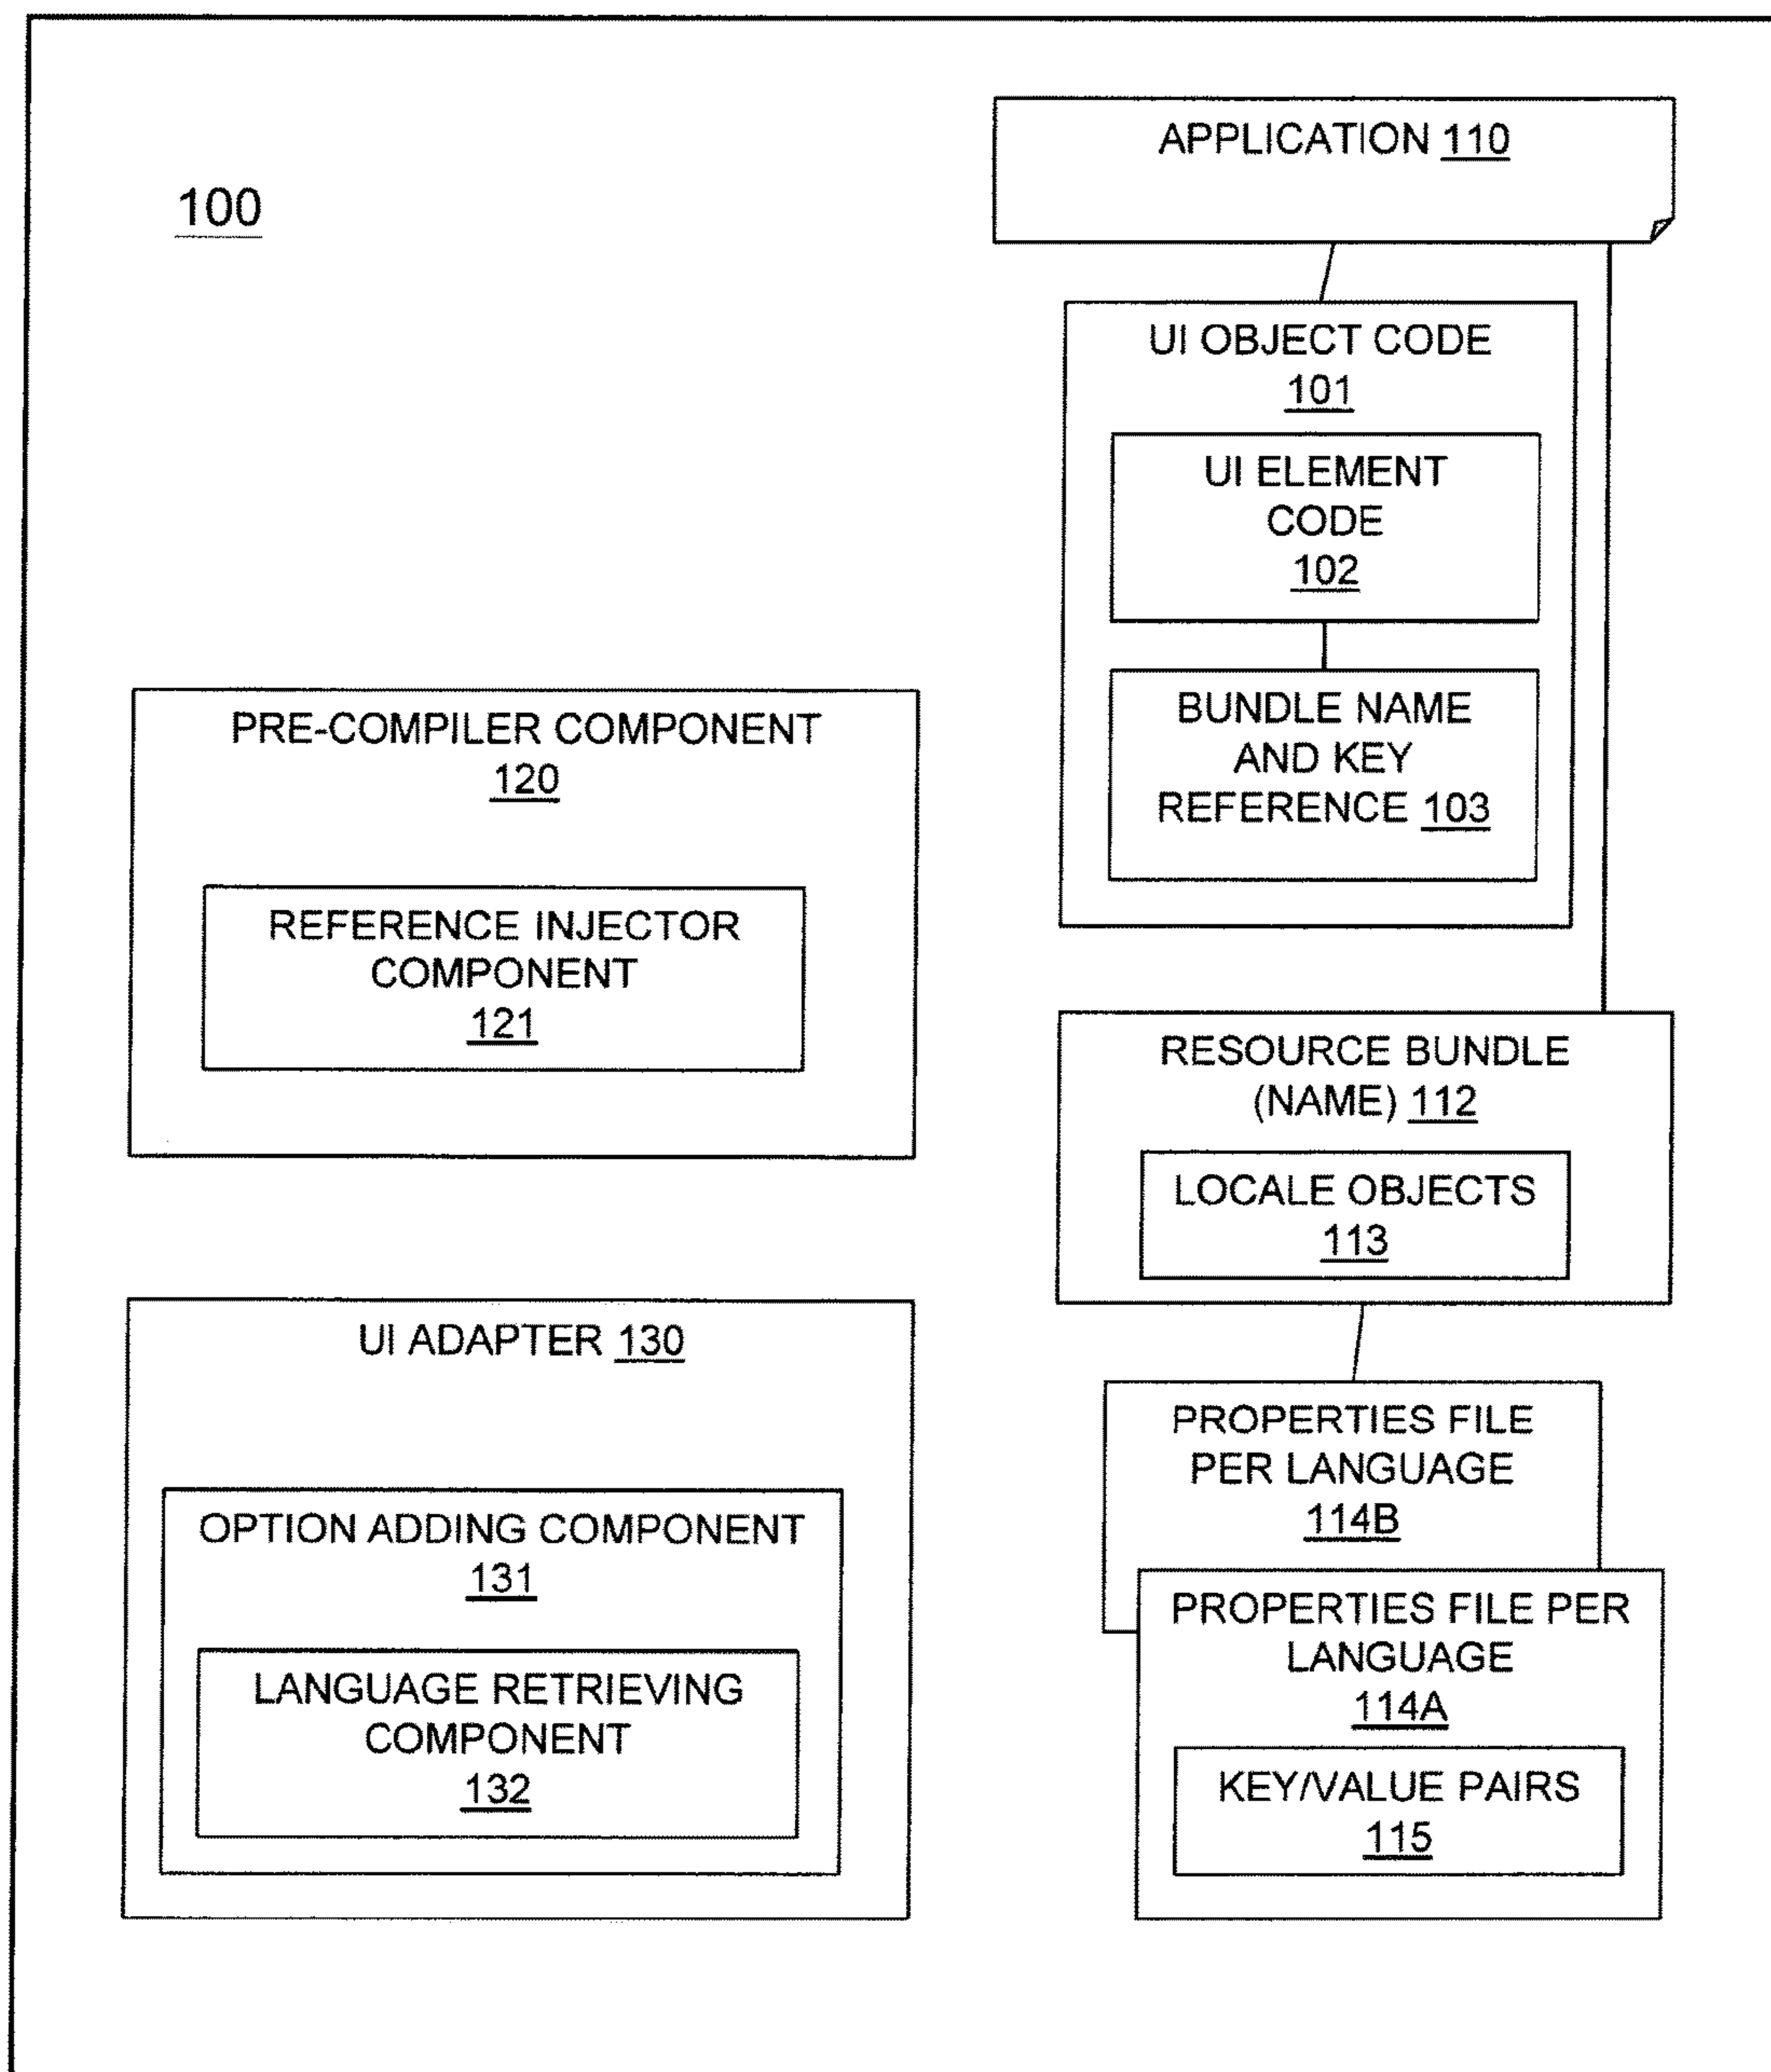 100
APPLICATION 110
UI OBJECT CODE
101
UI ELEMENT
CODE
102
BUNDLE NAME
AND KEY
REFERENCE 103
PRE-COMPILER COMPONENT
120
REFERENCE INJECTOR
COMPONENT
121
RESOURCE BUNDLE
(NAME) 112
LOCALE OBJECTS
113
UI ADAPTER 130
OPTION ADDING COMPONENT
131
LANGUAGE RETRIEVING
COMPONENT
132
PROPERTIES FILE
PER LANGUAGE
114B
PROPERTIES FILE PER
LANGUAGE
114A
KEY/VALUE PAIRS
115